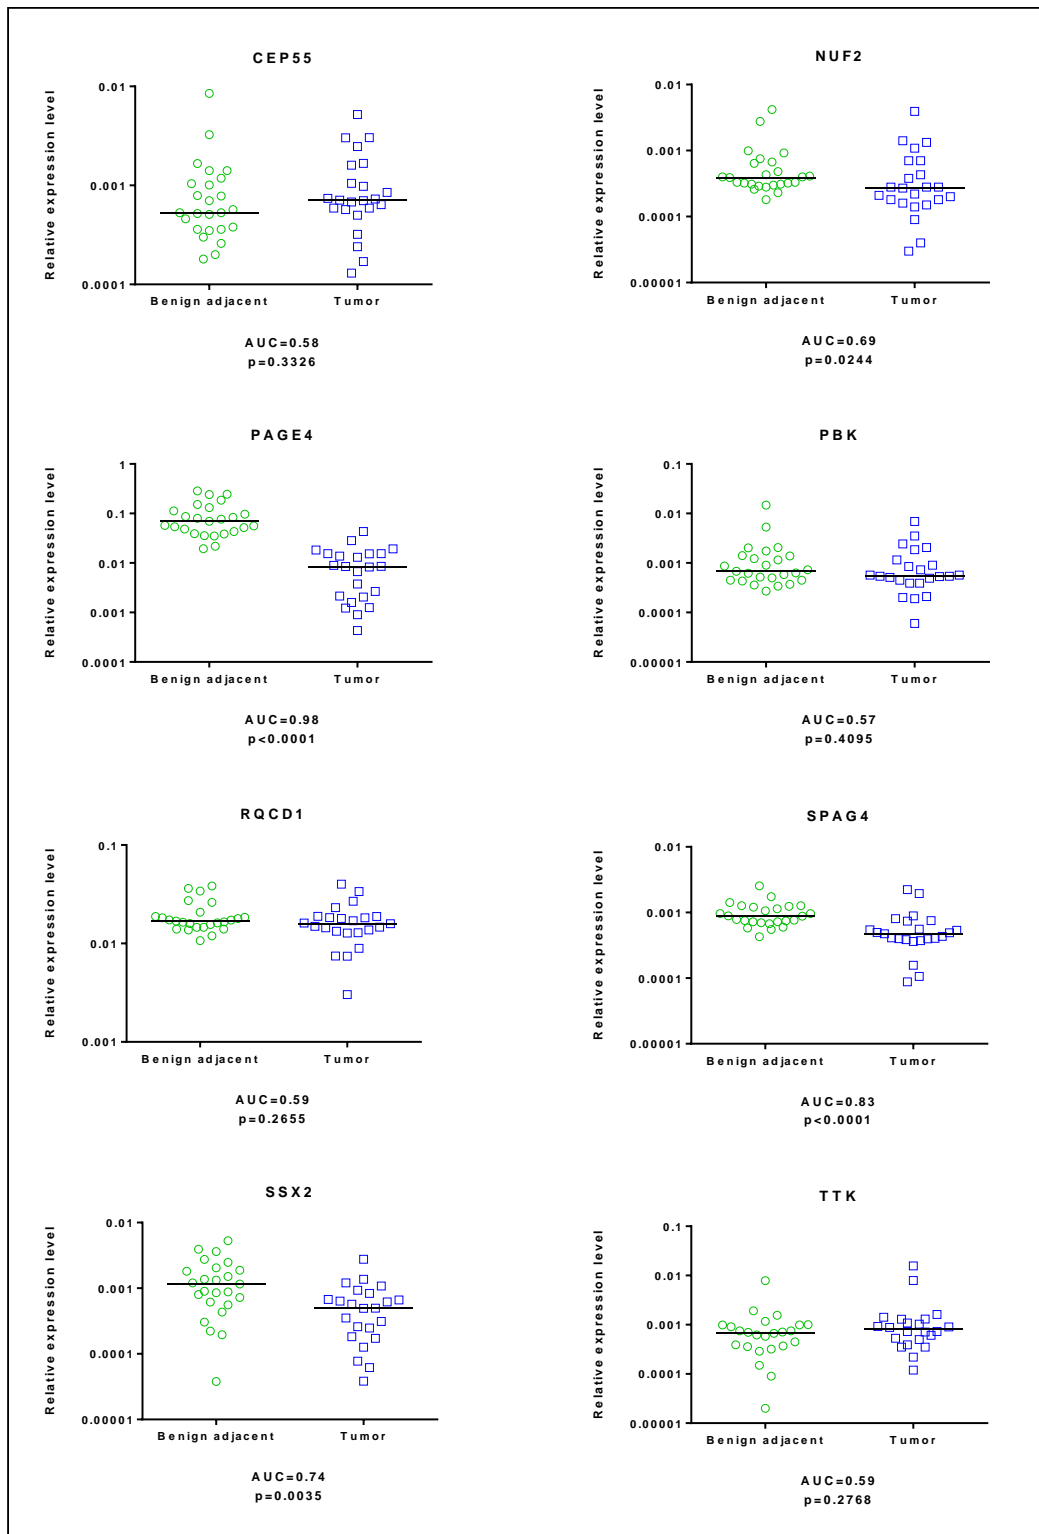 CEP55
Relative expression level
0.01
0.001
0.0001
Benign adjacent Tumor
AUC=0.58
p=0.3326
NUF2
Relative expression level
0.01
0.001
0.0001
0.00001
Benign adjacent Tumor
AUC=0.69
p=0.0244
PAGE4
Relative expression level
1
0.1
0.01
0.001
0.0001
Benign adjacent Tumor
AUC=0.98
p<0.0001
PBK
Relative expression level
0.1
0.01
0.001
0.0001
0.00001
Benign adjacent Tumor
AUC=0.57
p=0.4095
RQCD1
Relative expression level
0.1
0.01
0.001
Benign adjacent Tumor
AUC=0.59
p=0.2655
SPAG4
Relative expression level
0.01
0.001
0.0001
0.00001
Benign adjacent Tumor
AUC=0.83
p<0.0001
SSX2
Relative expression level
0.01
0.001
0.0001
0.00001
Benign adjacent Tumor
AUC=0.74
p=0.0035
TTK
Relative expression level
0.1
0.01
0.001
0.0001
0.00001
Benign adjacent Tumor
AUC=0.59
p=0.2768